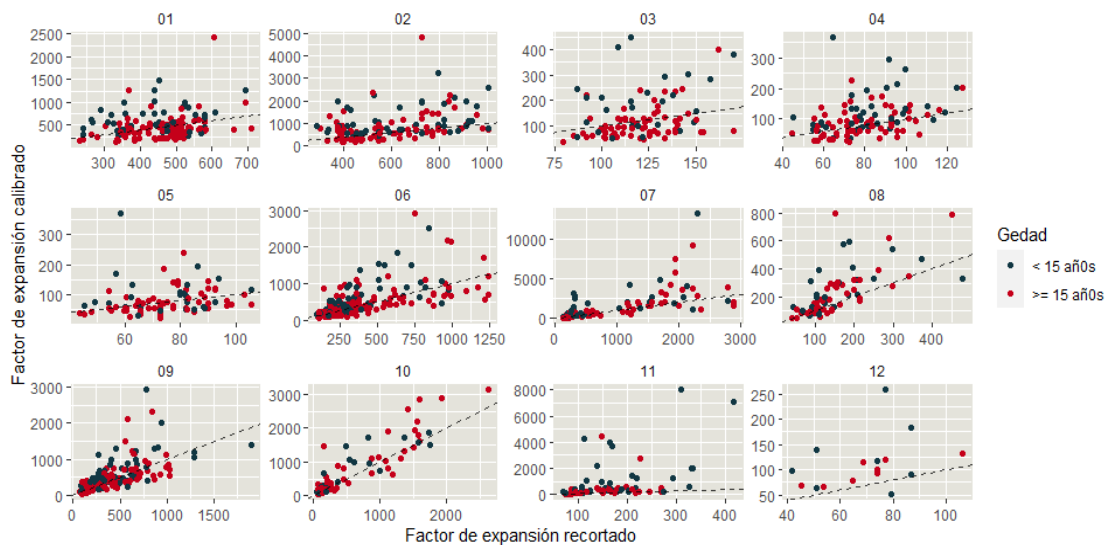 01 02 03 04
2500 5000 400
2000 4000 300
1500 3000 300 200
1000 2000 200
500 1000 100 100
300 400 500 600 700 400 600 800 1000 75 100 125 150 40 60 80 100 120
05 06 07 08
300 3000 800
200 2000 10000 600
100 1000 5000 400
0 0 200
60 80 100 250 500 750 1000 1250 0 1000 2000 3000 100 200 300 400
09 10 11 12
3000 3000 8000 250
2000 2000 6000 200
1000 1000 4000 150
2000 100
0 0 0 50
500 1000 1500 0 1000 2000 100 200 300 400 40 60 80 100
Factor de expansión calibrado
Factor de expansión recortado
Gedad
< 15 añ0s
>= 15 añ0s